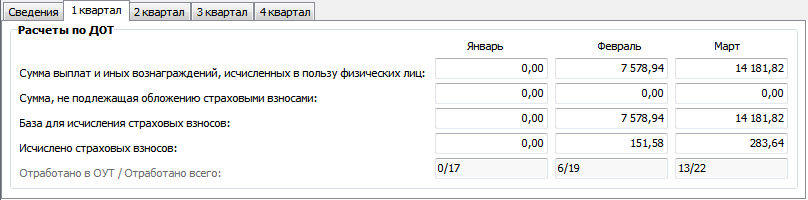 Сведения 1 квартал 2 квартал 3 квартал 4 квартал
Расчеты по ДОТ
Январь Февраль Март
Сумма выплат и иных вознаграждений, исчисленных в пользу физических лиц: 0,00 7 578,94 14 181,82
Сумма, не подлежащая обложению страховыми взносами: 0,00 0,00 0,00
База для исчисления страховых взносов: 0,00 7 578,94 14 181,82
Исчислено страховых взносов: 0,00 151,58 283,64
Отработано в ОУТ / Отработано всего: 0/17 6/19 13/22